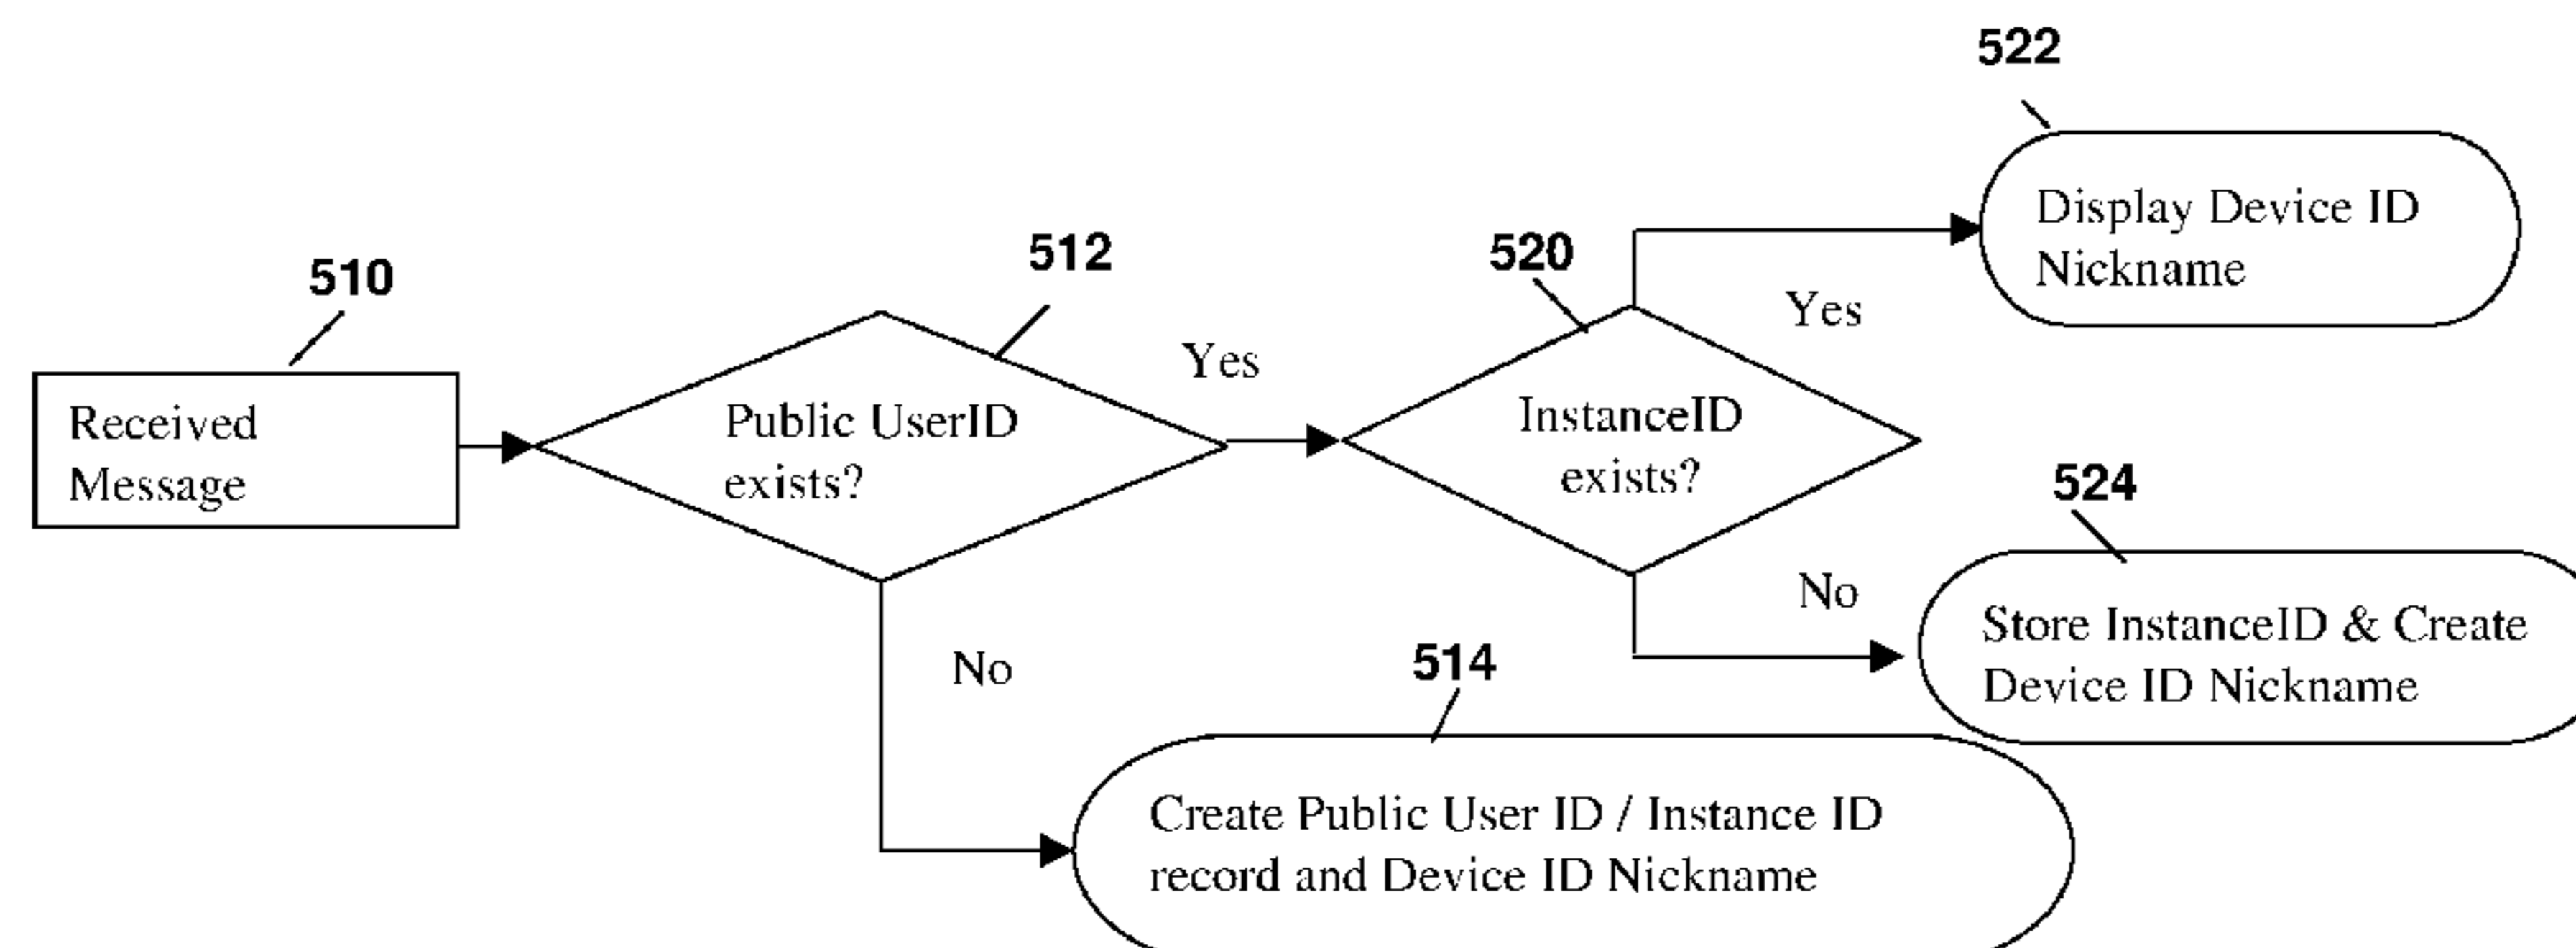 522
510
512
520
Display Device ID
Nickname
Received
Message
Public UserID
exists?
Yes
InstanceID
exists?
Yes
524
No
Store InstanceID & Create
Device ID Nickname
No
514
Create Public User ID / Instance ID
record and Device ID Nickname